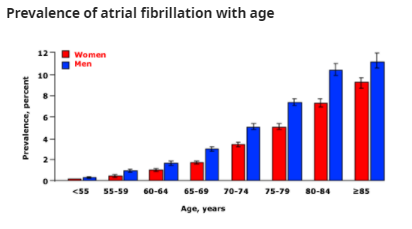 Prevalence of atrial fibrillation with age
Women
Men
Prevalence, percent
12
10
8
6
4
2
0
<55 55-59 60-64 65-69 70-74 75-79 80-84 ≥85
Age, years